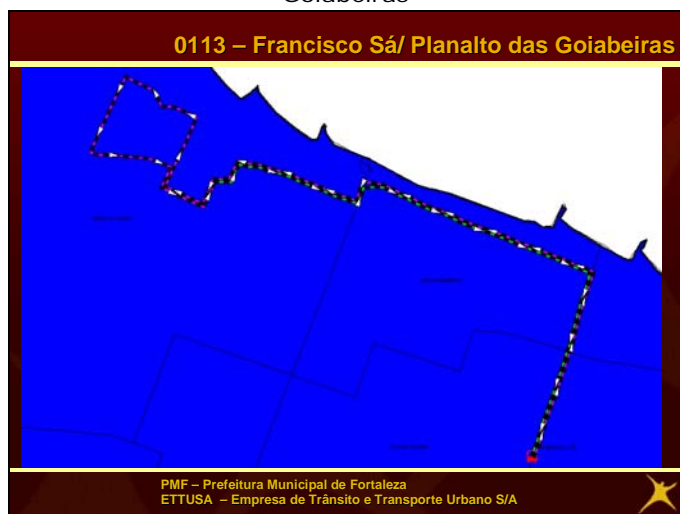 Goiabeiras
0113 – Francisco Sá/ Planalto das Goiabeiras
PMF – Prefeitura Municipal de Fortaleza
ETTUSA – Empresa de Trânsito e Transporte Urbano S/A